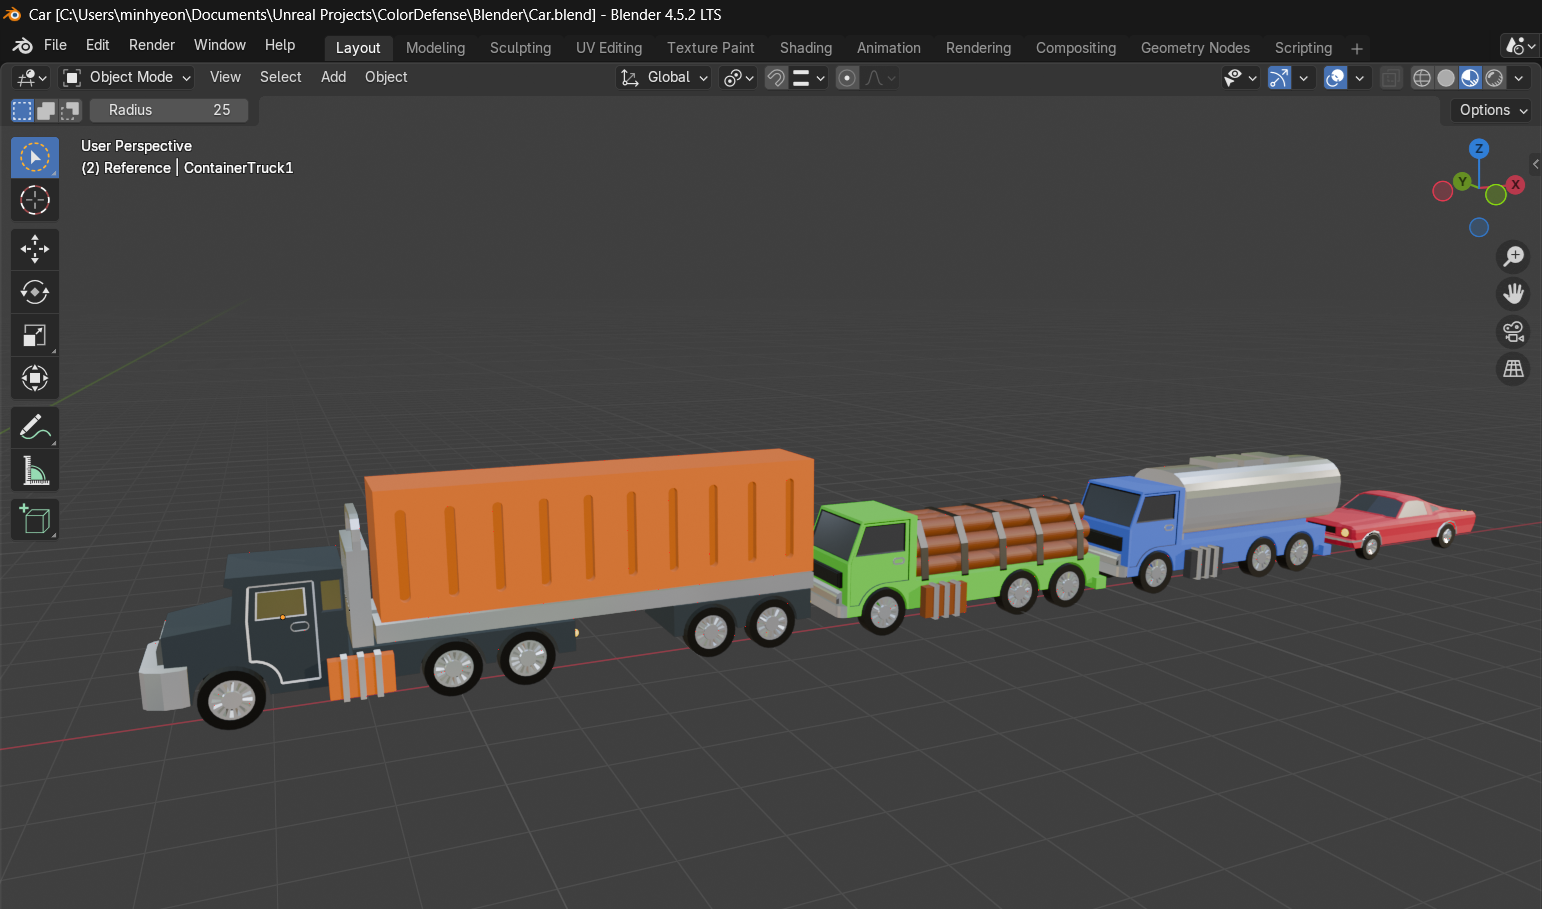 Car [C:\Users\minhyeon\Documents\Unreal Projects\ColorDefense\Blender\Car.blend] - Blender 4.5.2 LTS
File Edit Render Window Help Layout Modeling Sculpting UV Editing Texture Paint Shading Animation Rendering Compositing Geometry Nodes Scripting +
Object Mode View Select Add Object Global
Radius 25 Options
User Perspective
(2) Reference | ContainerTruck1
Z
Y X